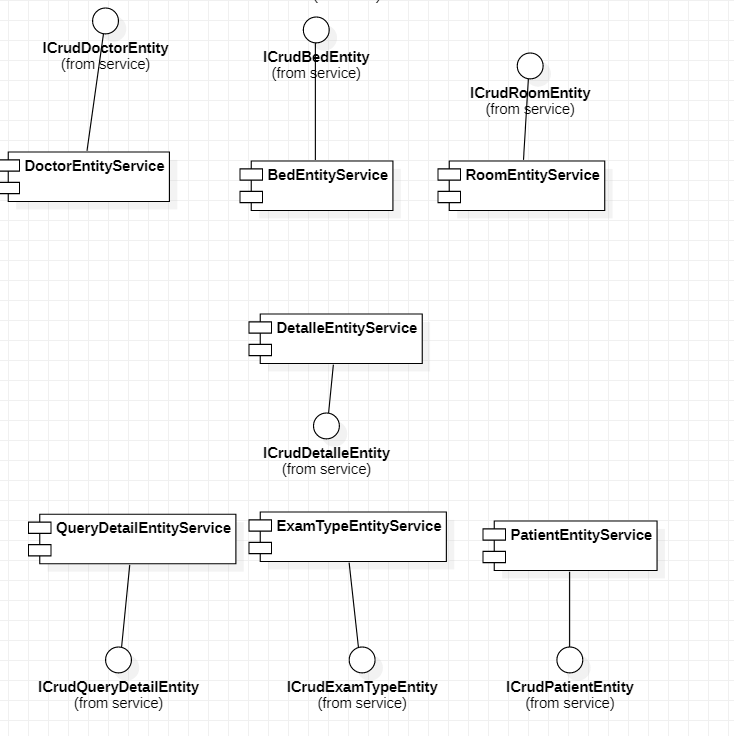 ICrudDoctorEntity
(from service)
ICrudBedEntity
(from service)
ICrudRoomEntity
(from service)
DoctorEntityService
BedEntityService
RoomEntityService
DetalleEntityService
ICrudDetalleEntity
(from service)
QueryDetailEntityService
ExamTypeEntityService
PatientEntityService
ICrudQueryDetailEntity
(from service)
ICrudExamTypeEntity
(from service)
ICrudPatientEntity
(from service)